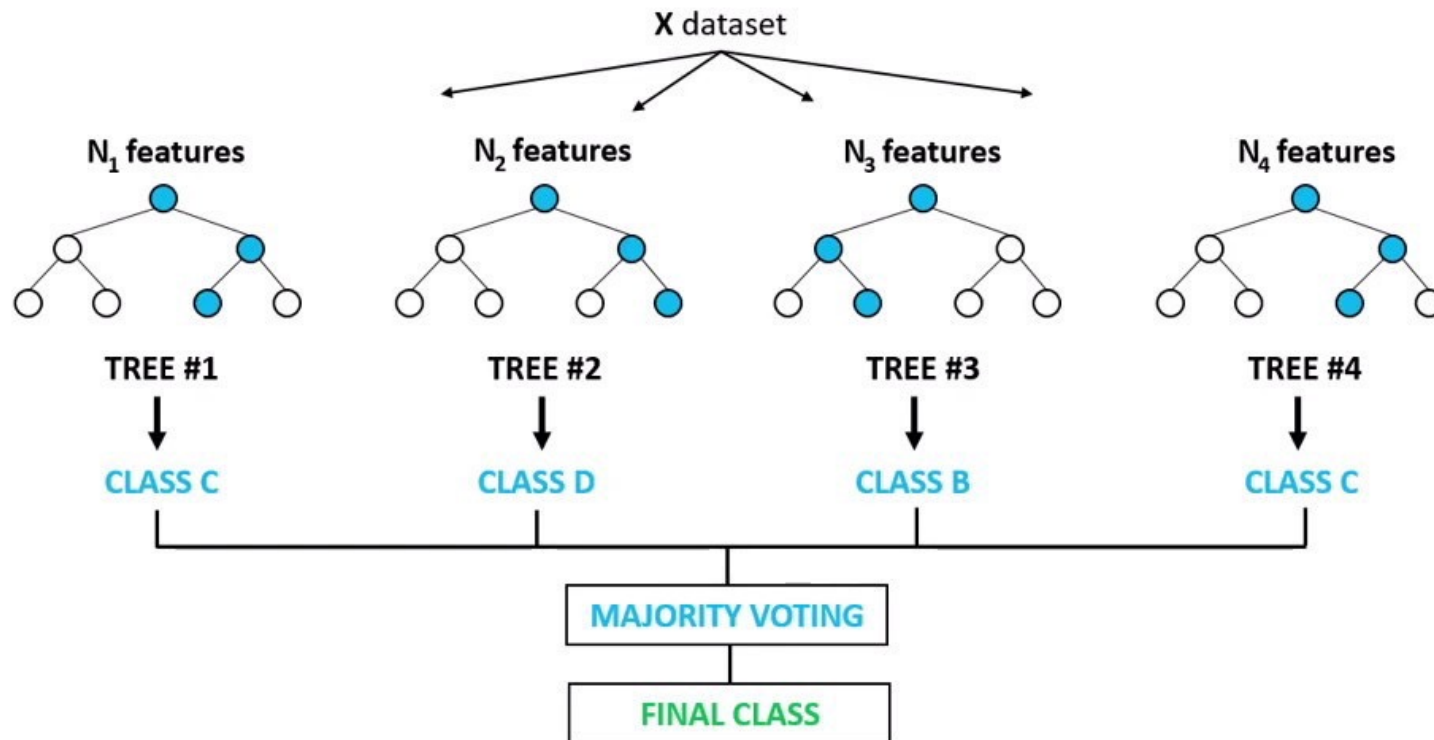 X dataset
N₁ features
N₂ features
N₃ features
N₄ features
TREE #1
TREE #2
TREE #3
TREE #4
CLASS C
CLASS D
CLASS B
CLASS C
MAJORITY VOTING
FINAL CLASS